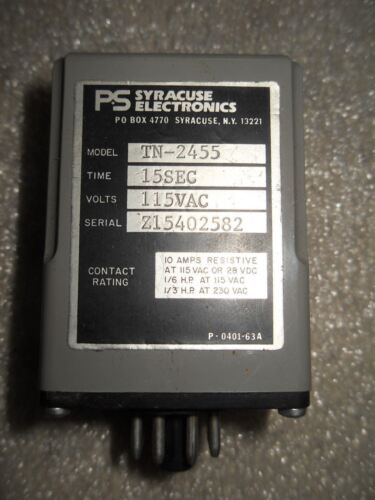 PS SYRACUSE
ELECTRONICS
PO BOX 4770 SYRACUSE, N.Y. 13221
MODEL TN-2455
TIME 15SEC
VOLTS 115VAC
SERIAL Z15402582
CONTACT
RATING
10 AMPS RESISTIVE
AT 115 VAC OR 28 VDC
1/6 H.P. AT 115 VAC
1/3 H.P. AT 230 VAC
P-0401-63A